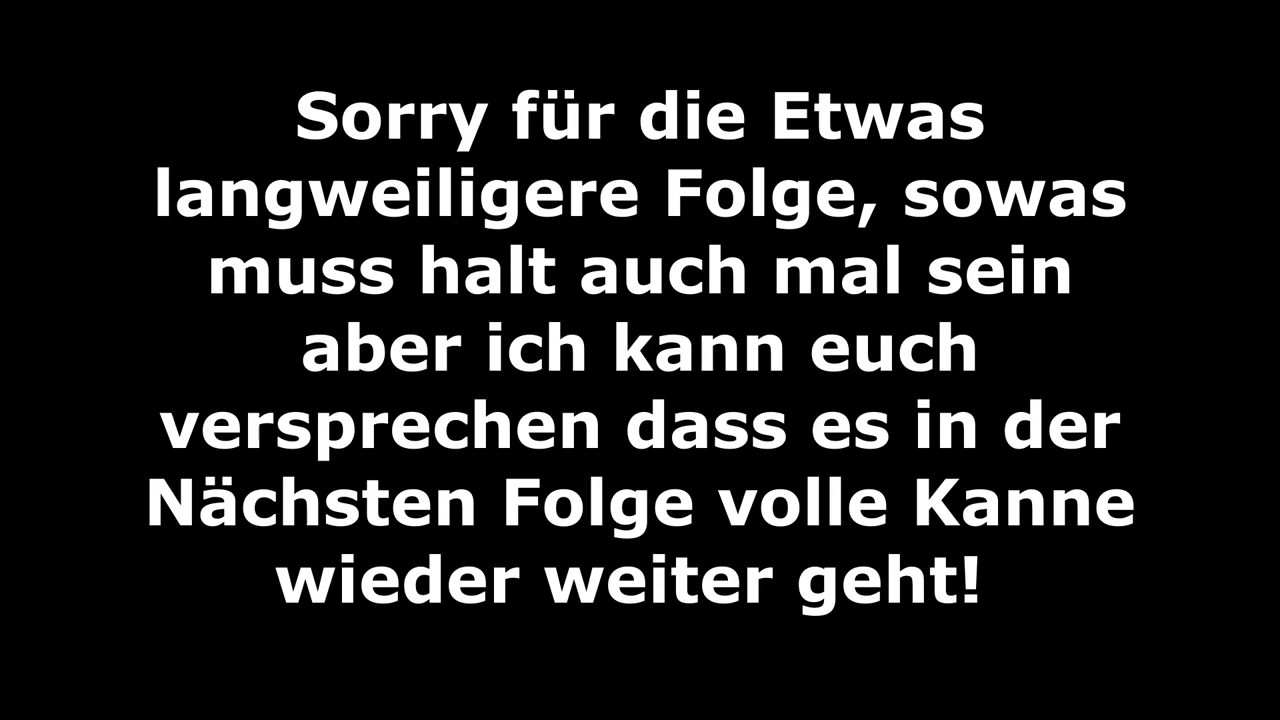 Sorry für die Etwas
langweiligere Folge, sowas
muss halt auch mal sein
aber ich kann euch
versprechen dass es in der
Nächsten Folge volle Kanne
wieder weiter geht!